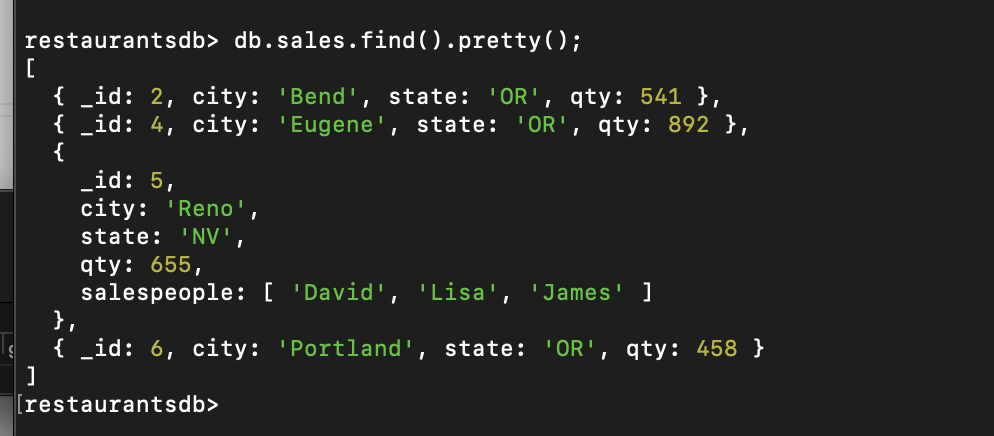 restaurantsdb> db.sales.find().pretty();
[
  { _id: 2, city: 'Bend', state: 'OR', qty: 541 },
  { _id: 4, city: 'Eugene', state: 'OR', qty: 892 },
  {
    _id: 5,
    city: 'Reno',
    state: 'NV',
    qty: 655,
    salespeople: [ 'David', 'Lisa', 'James' ]
  },
  { _id: 6, city: 'Portland', state: 'OR', qty: 458 }
]
[restaurantsdb>